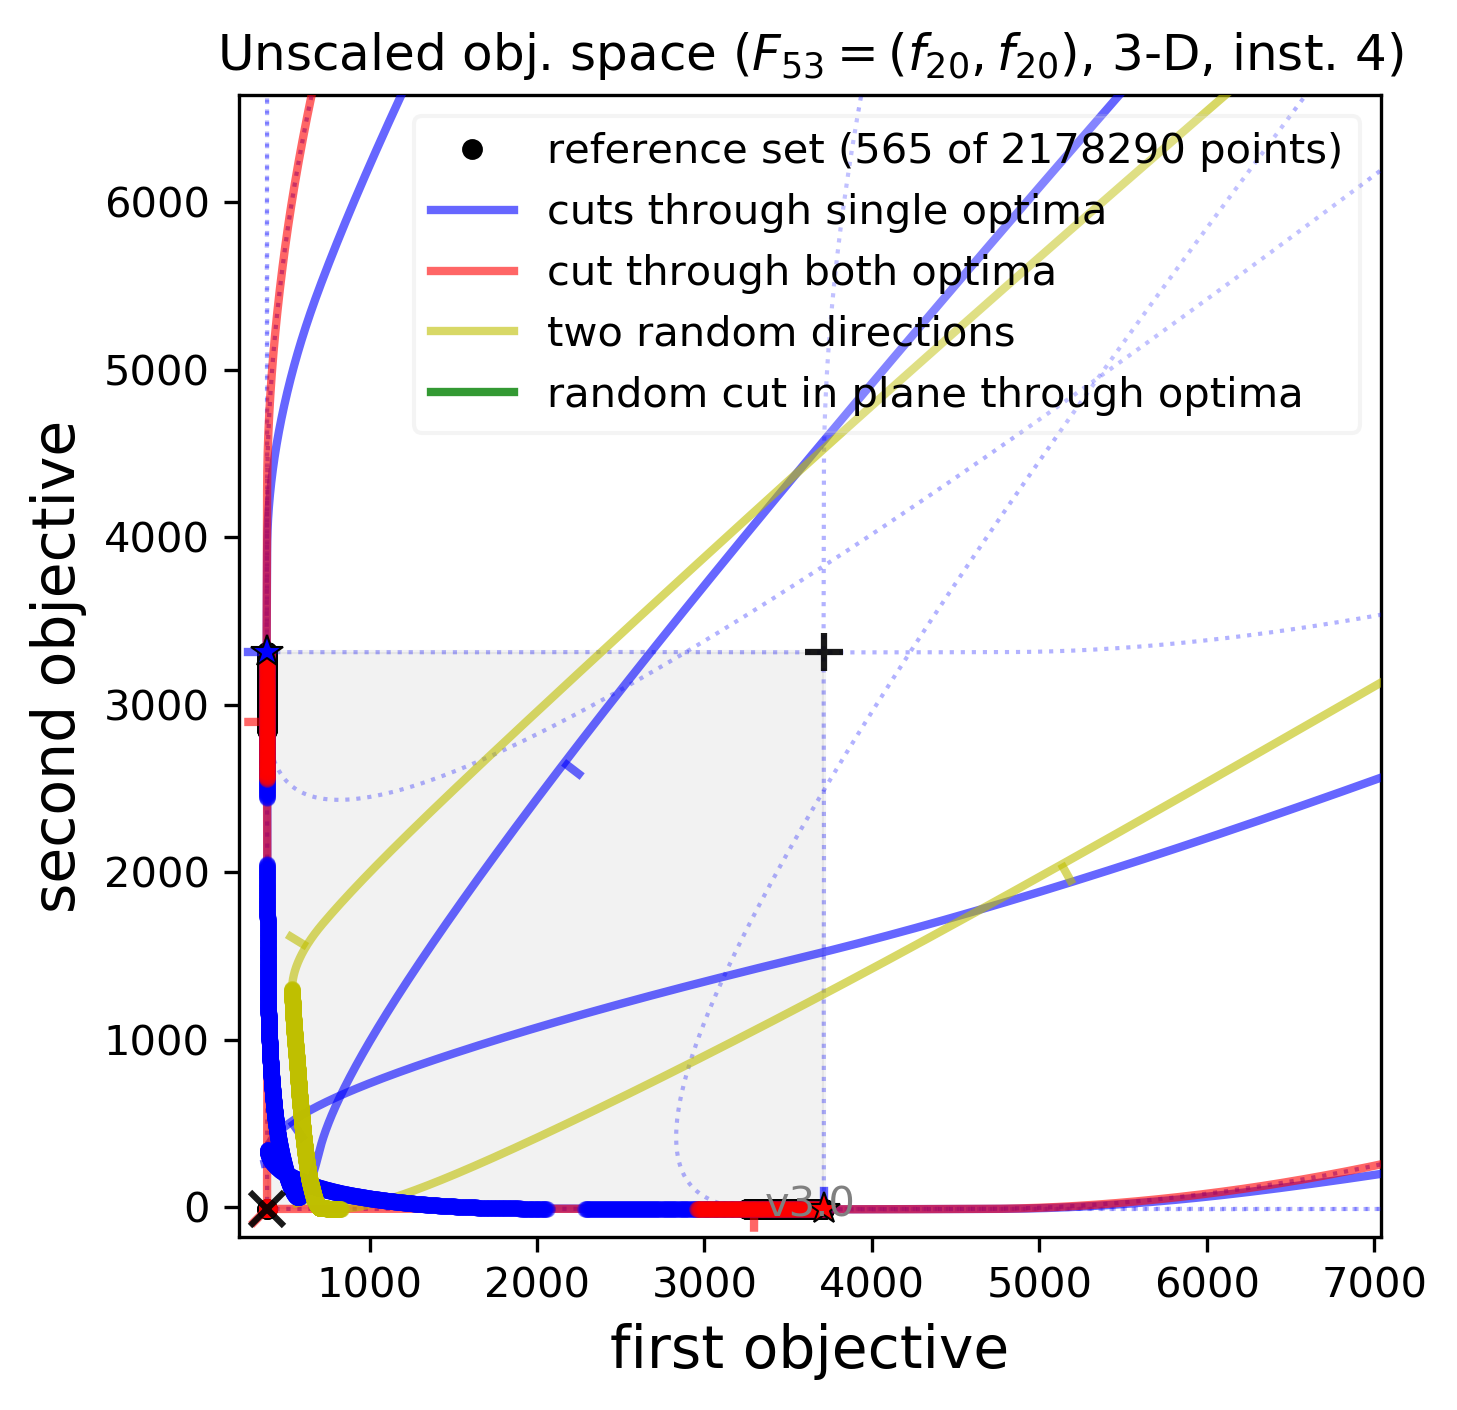 Unscaled obj. space (F₅₃ = (f₂₀, f₂₀), 3-D, inst. 4)
reference set (565 of 2178290 points)
cuts through single optima
cut through both optima
two random directions
random cut in plane through optima
second objective
6000
5000
4000
3000
2000
1000
0
v3.0
1000 2000 3000 4000 5000 6000 7000
first objective